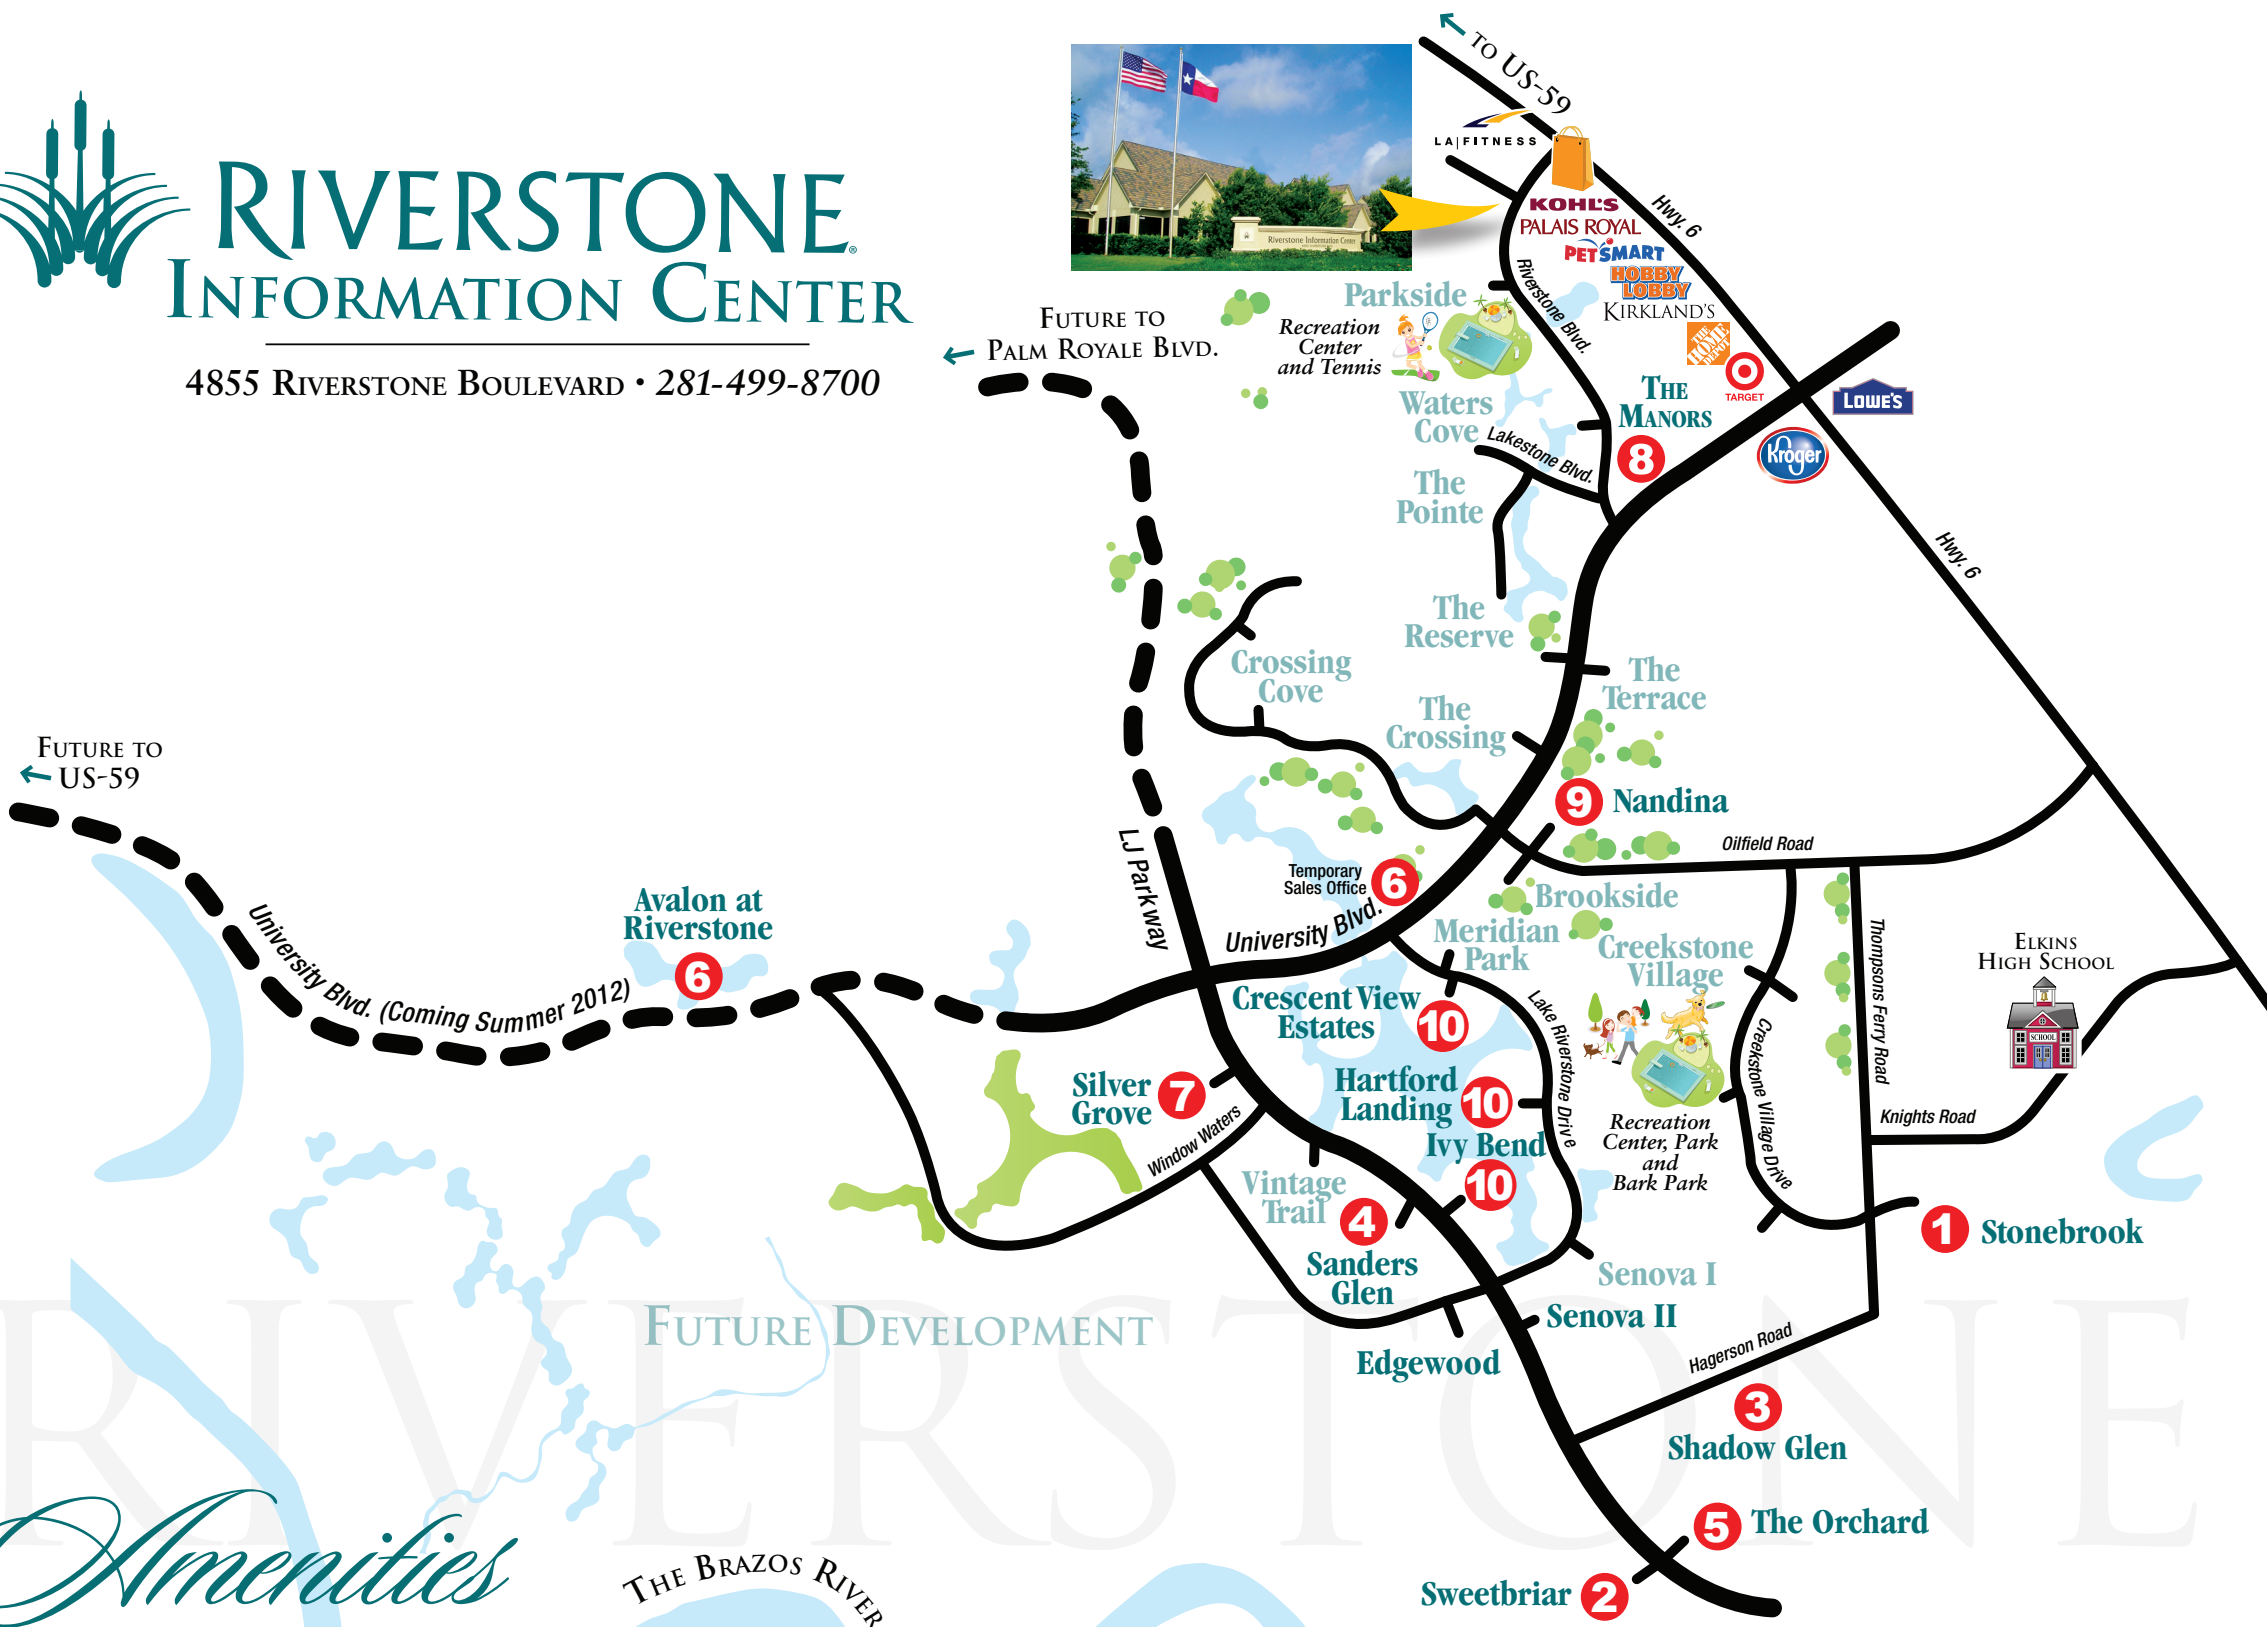 RIVERSTONE®
INFORMATION CENTER
4855 RIVERSTONE BOULEVARD • 281-499-8700
TO US-59
LA|FITNESS
KOHL'S
PALAIS ROYAL
PETSMART
HOBBY
LOBBY
KIRKLAND'S
THE
HOME
DEPOT
TARGET
LOWE'S
Kroger
Hwy. 6
Hwy. 6
Riverstone Information Center
Riverstone Blvd.
FUTURE TO
PALM ROYALE BLVD.
Parkside
Recreation
Center
and Tennis
THE
MANORS
8
Waters
Cove
Lakestone Blvd.
The
Pointe
The
Reserve
Crossing
Cove
The
Terrace
The
Crossing
9 Nandina
Oilfield Road
FUTURE TO
US-59
LJ Parkway
Temporary
Sales Office
6
University Blvd.
Avalon at
Riverstone
6
University Blvd. (Coming Summer 2012)
Brookside
Meridian
Park
Creekstone
Village
Thompsons Ferry Road
ELKINS
HIGH SCHOOL
SCHOOL
Crescent View
Estates
10
Lake Riverstone Drive
Creekstone Village Drive
Silver
Grove
7
Hartford
Landing
10
Ivy Bend
10
Window Waters
Recreation
Center, Park
and
Bark Park
Knights Road
Vintage
Trail
4
Sanders
Glen
1 Stonebrook
Senova I
Senova II
FUTURE DEVELOPMENT
Edgewood
Hagerson Road
3
Shadow Glen
RIVERSTONE
5 The Orchard
Sweetbriar 2
Amenities
THE BRAZOS RIVER